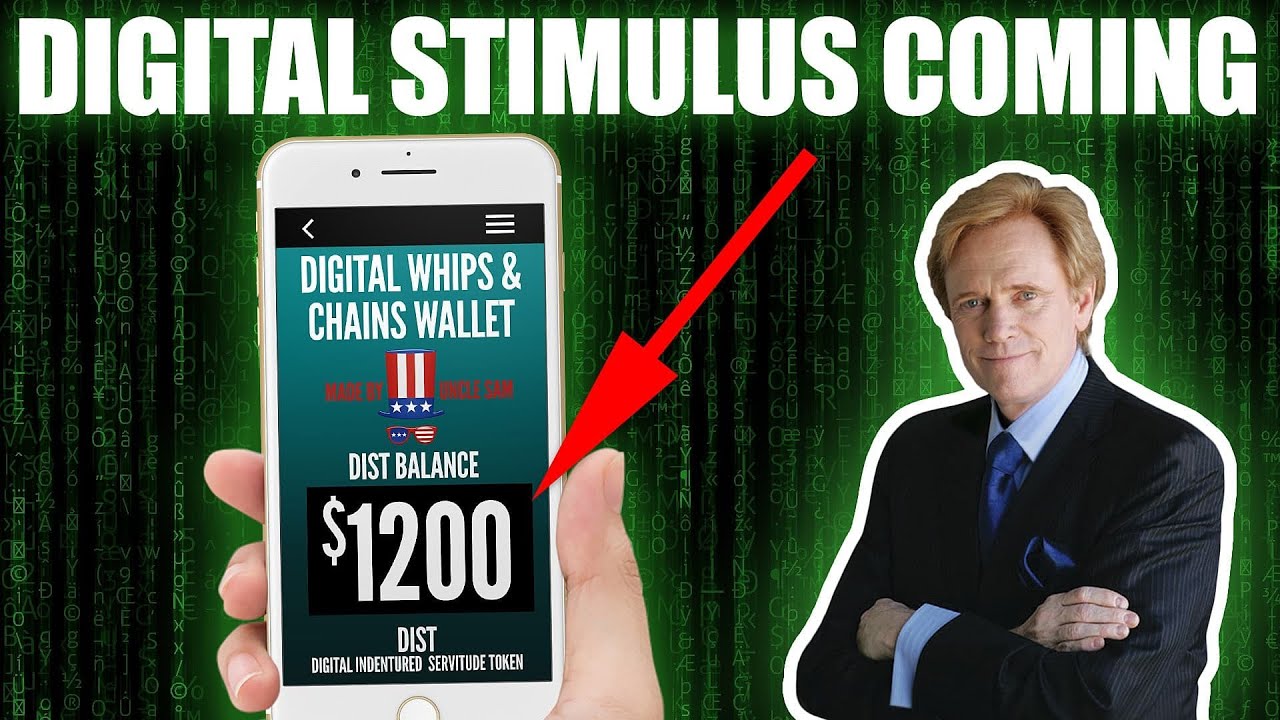 DIGITAL STIMULUS COMING
DIGITAL WHIPS &
CHAINS WALLET
MADE BY UNCLE SAM
DIST BALANCE
$1200
DIST
DIGITAL INDENTURED SERVITUDE TOKEN